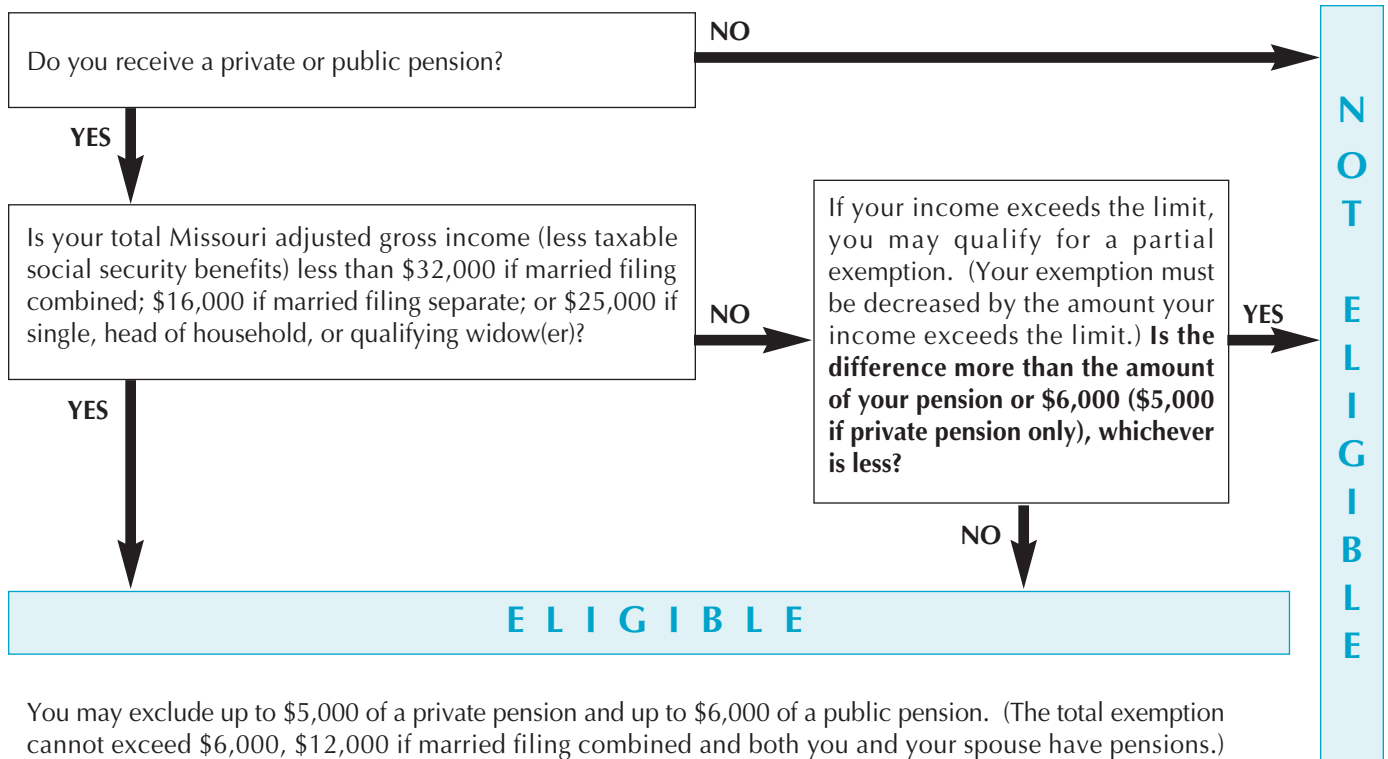 NO
Do you receive a private or public pension?
YES
Is your total Missouri adjusted gross income (less taxable
social security benefits) less than $32,000 if married filing
combined; $16,000 if married filing separate; or $25,000 if
single, head of household, or qualifying widow(er)?
NO
If your income exceeds the limit,
you may qualify for a partial
exemption. (Your exemption must
be decreased by the amount your
income exceeds the limit.) Is the
difference more than the amount
of your pension or $6,000 ($5,000
if private pension only), whichever
is less?
YES
YES
NO
ELIGIBLE
NOT ELIGIBLE
You may exclude up to $5,000 of a private pension and up to $6,000 of a public pension. (The total exemption
cannot exceed $6,000, $12,000 if married filing combined and both you and your spouse have pensions.)